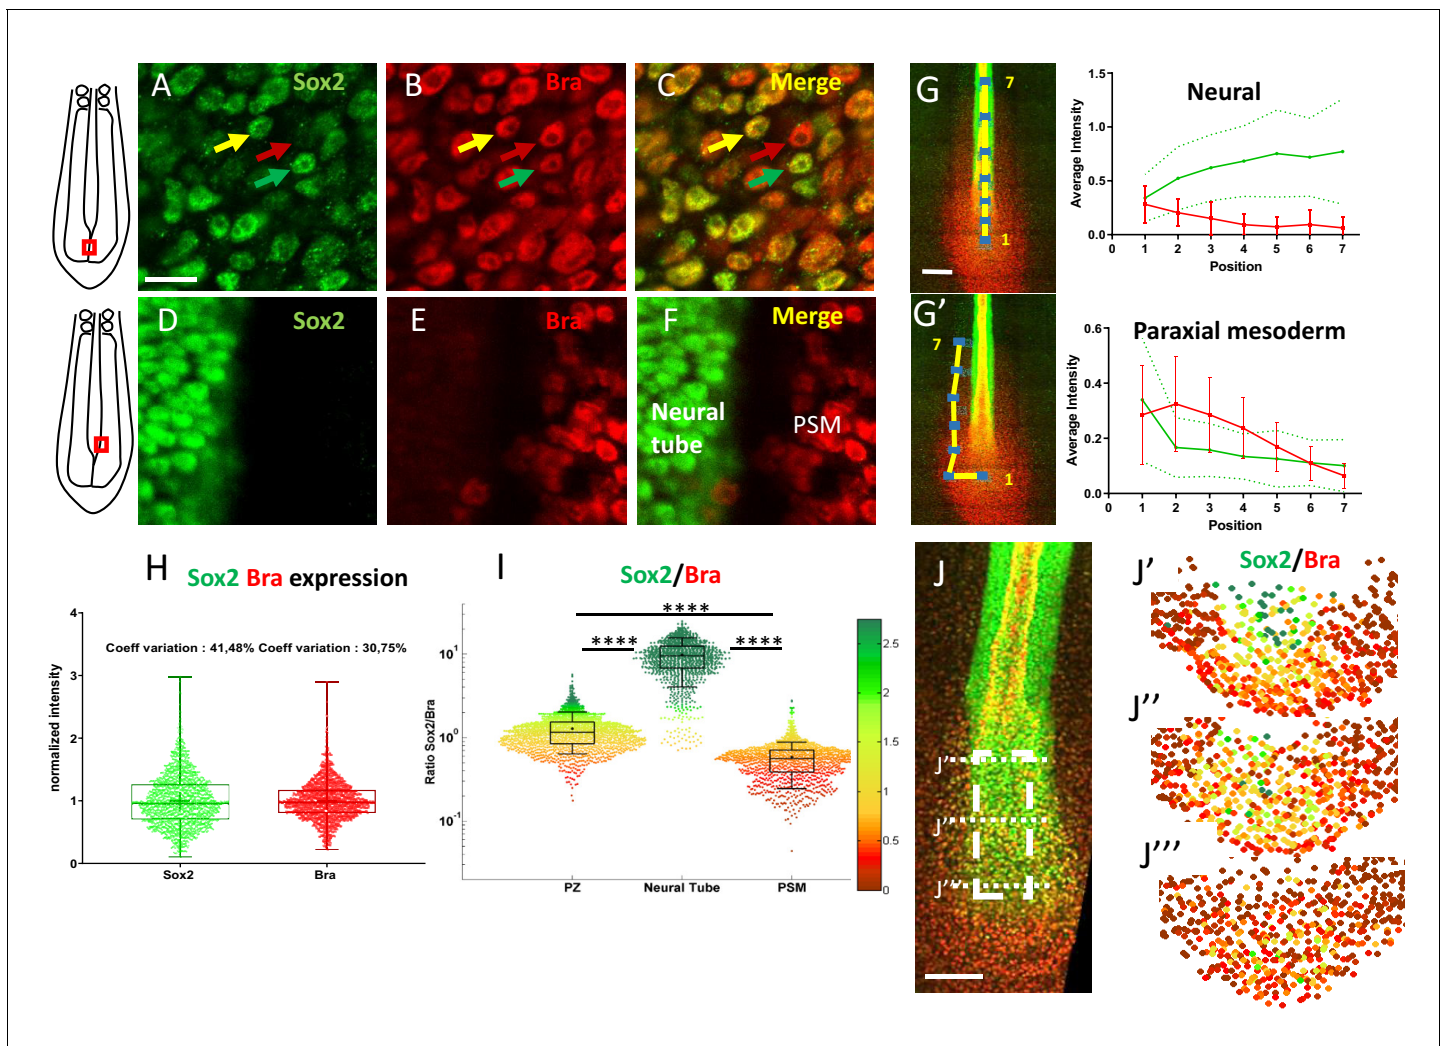 A Sox2
B Bra
C Merge
D Sox2
E Bra
F Merge
Neural
tube
PSM
G
7
1
Neural
Average Intensity
1.5
1.0
0.5
0.0
0 1 2 3 4 5 6 7
Position
G’
7
1
Paraxial mesoderm
Average Intensity
0.6
0.4
0.2
0.0
0 1 2 3 4 5 6 7
Position
H Sox2 Bra expression
normalized intensity
4
3
2
1
0
Coeff variation : 41,48% Coeff variation : 30,75%
Sox2 Bra
I Sox2/Bra
****
**** ****
Ratio Sox2/Bra
10¹
10⁰
10⁻¹
PZ Neural Tube PSM
2.5
2
1.5
1
0.5
0
J
J’
J’’
J’’’
J’ Sox2/Bra
J’’
J’’’